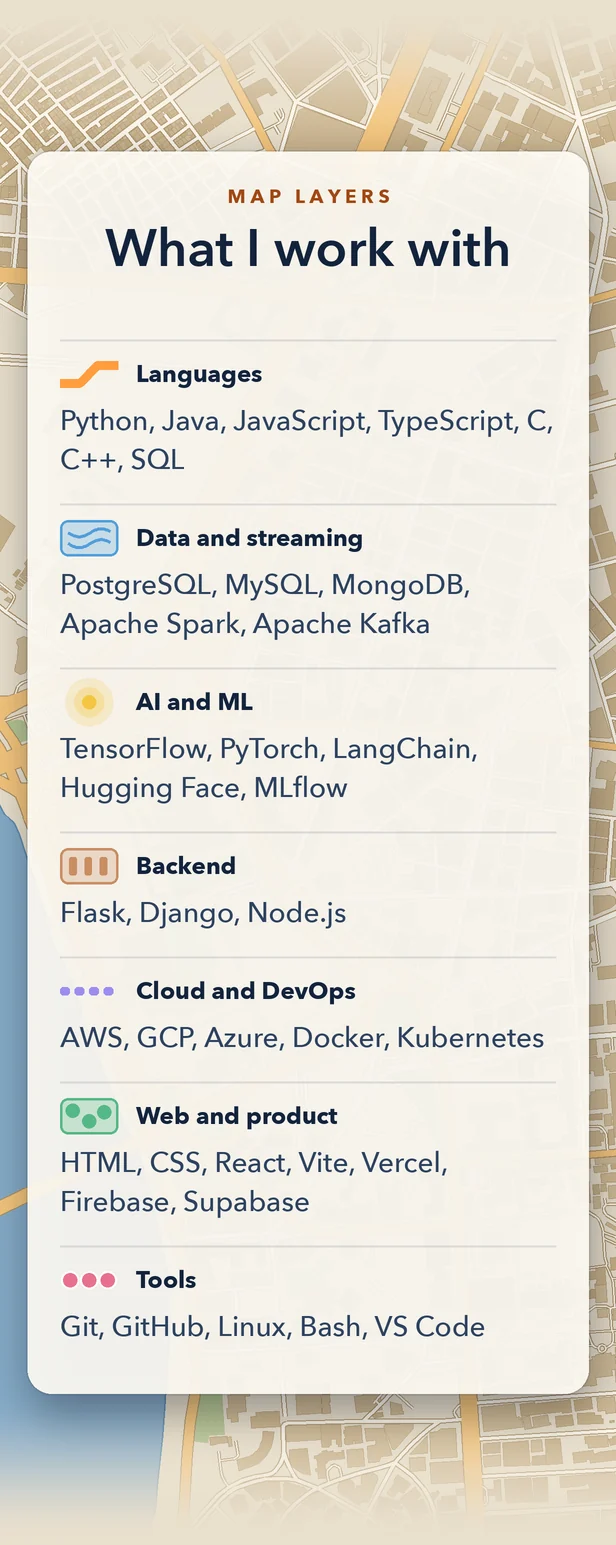 MAP LAYERS
What I work with
Languages
Python, Java, JavaScript, TypeScript, C,
C++, SQL
Data and streaming
PostgreSQL, MySQL, MongoDB,
Apache Spark, Apache Kafka
AI and ML
TensorFlow, PyTorch, LangChain,
Hugging Face, MLflow
Backend
Flask, Django, Node.js
Cloud and DevOps
AWS, GCP, Azure, Docker, Kubernetes
Web and product
HTML, CSS, React, Vite, Vercel,
Firebase, Supabase
Tools
Git, GitHub, Linux, Bash, VS Code